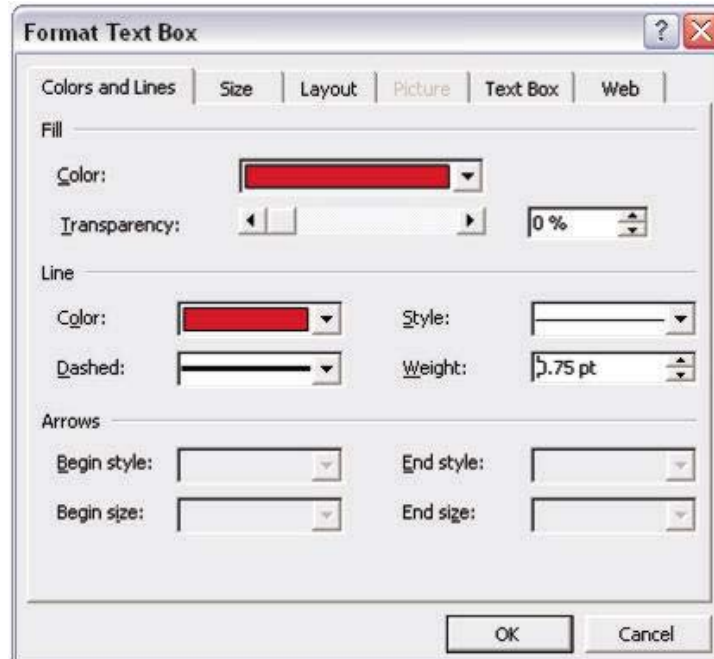 Format Text Box
Colors and Lines Size Layout Picture Text Box Web
Fill
Color:
Transparency: 0 %
Line
Color: Style:
Dashed: Weight: 0.75 pt
Arrows
Begin style: End style:
Begin size: End size:
OK Cancel